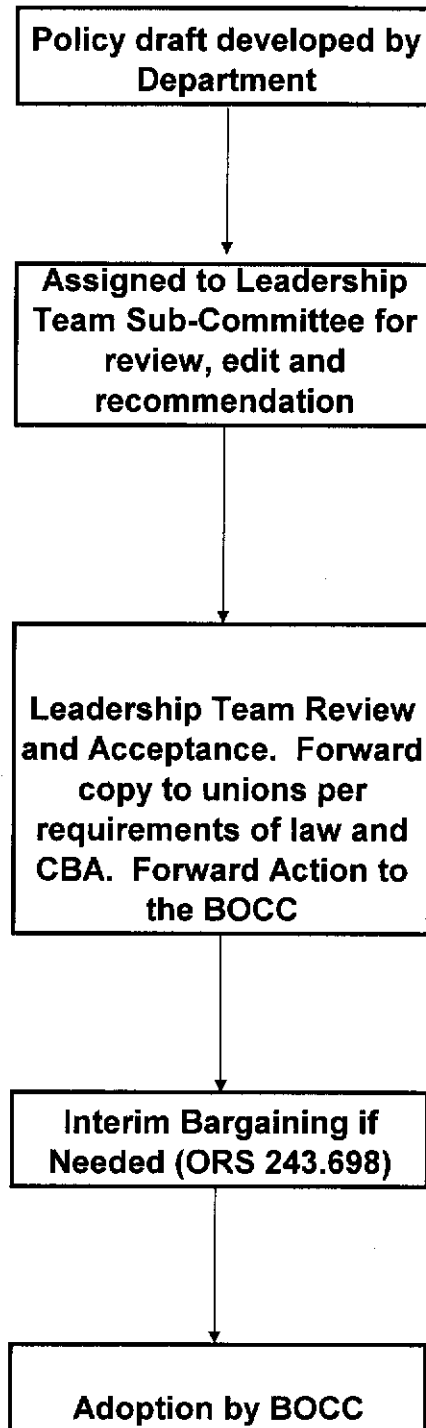 Policy draft developed by
Department
Assigned to Leadership
Team Sub-Committee for
review, edit and
recommendation
Leadership Team Review
and Acceptance.  Forward
copy to unions per
requirements of law and
CBA.  Forward Action to
the BOCC
Interim Bargaining if
Needed (ORS 243.698)
Adoption by BOCC